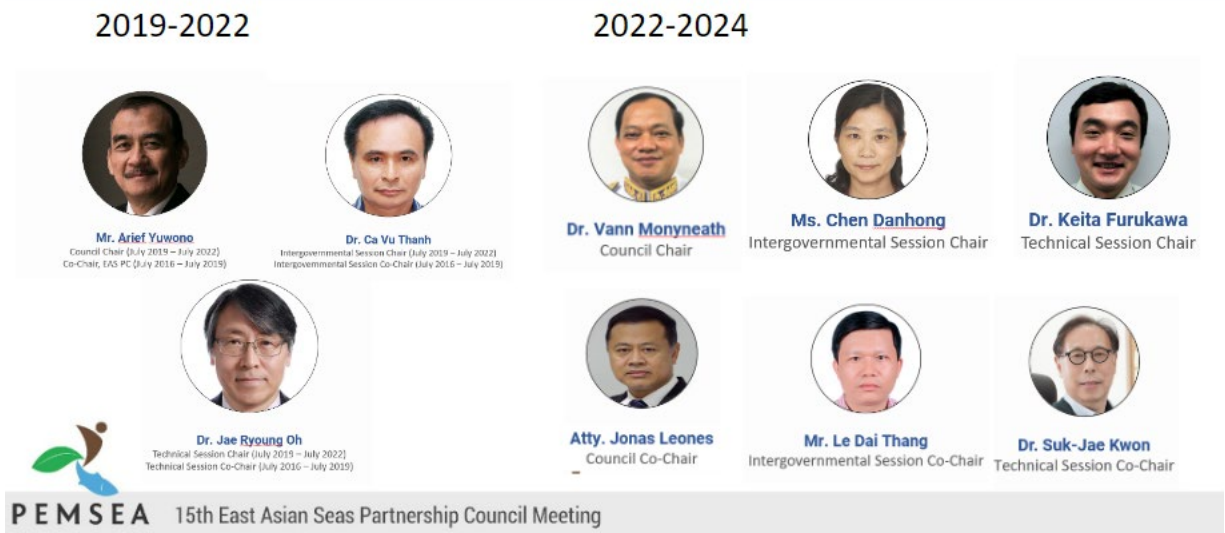 2019-2022
2022-2024
Mr. Arief Yuwono
Council Chair (July 2019 – July 2022)
Co-Chair, EAS PC (July 2016 – July 2019)
Dr. Ca Vu Thanh
Intergovernmental Session Chair (July 2019 – July 2022)
Intergovernmental Session Co-Chair (July 2016 – July 2019)
Dr. Jae Ryoung Oh
Technical Session Chair (July 2019 – July 2022)
Technical Session Co-Chair (July 2016 – July 2019)
Dr. Vann Monyneath
Council Chair
Ms. Chen Danhong
Intergovernmental Session Chair
Dr. Keita Furukawa
Technical Session Chair
Atty. Jonas Leones
Council Co-Chair
Mr. Le Dai Thang
Intergovernmental Session Co-Chair
Dr. Suk-Jae Kwon
Technical Session Co-Chair
PEMSEA 15th East Asian Seas Partnership Council Meeting